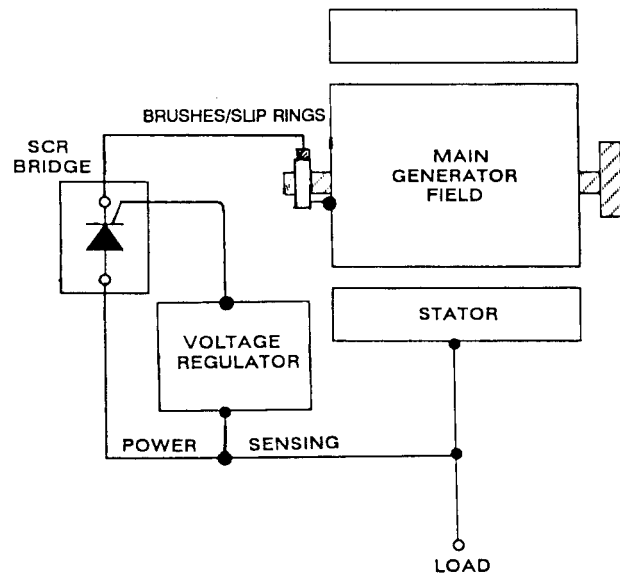 BRUSHES/SLIP RINGS
SCR
BRIDGE
MAIN
GENERATOR
FIELD
STATOR
VOLTAGE
REGULATOR
POWER
SENSING
LOAD